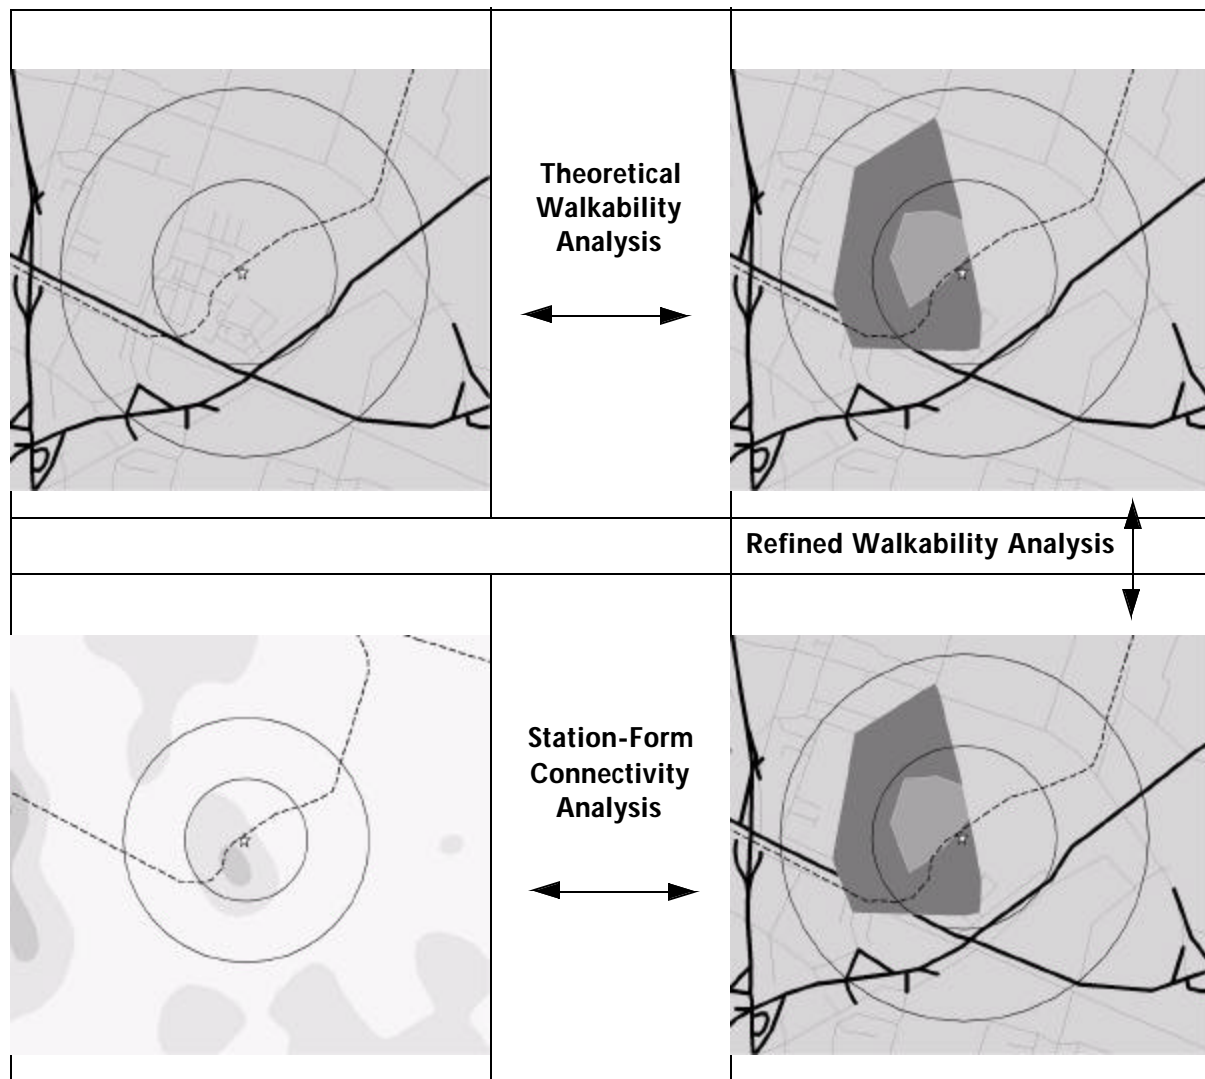 Theoretical
Walkability
Analysis
Refined Walkability Analysis
Station-Form
Connectivity
Analysis